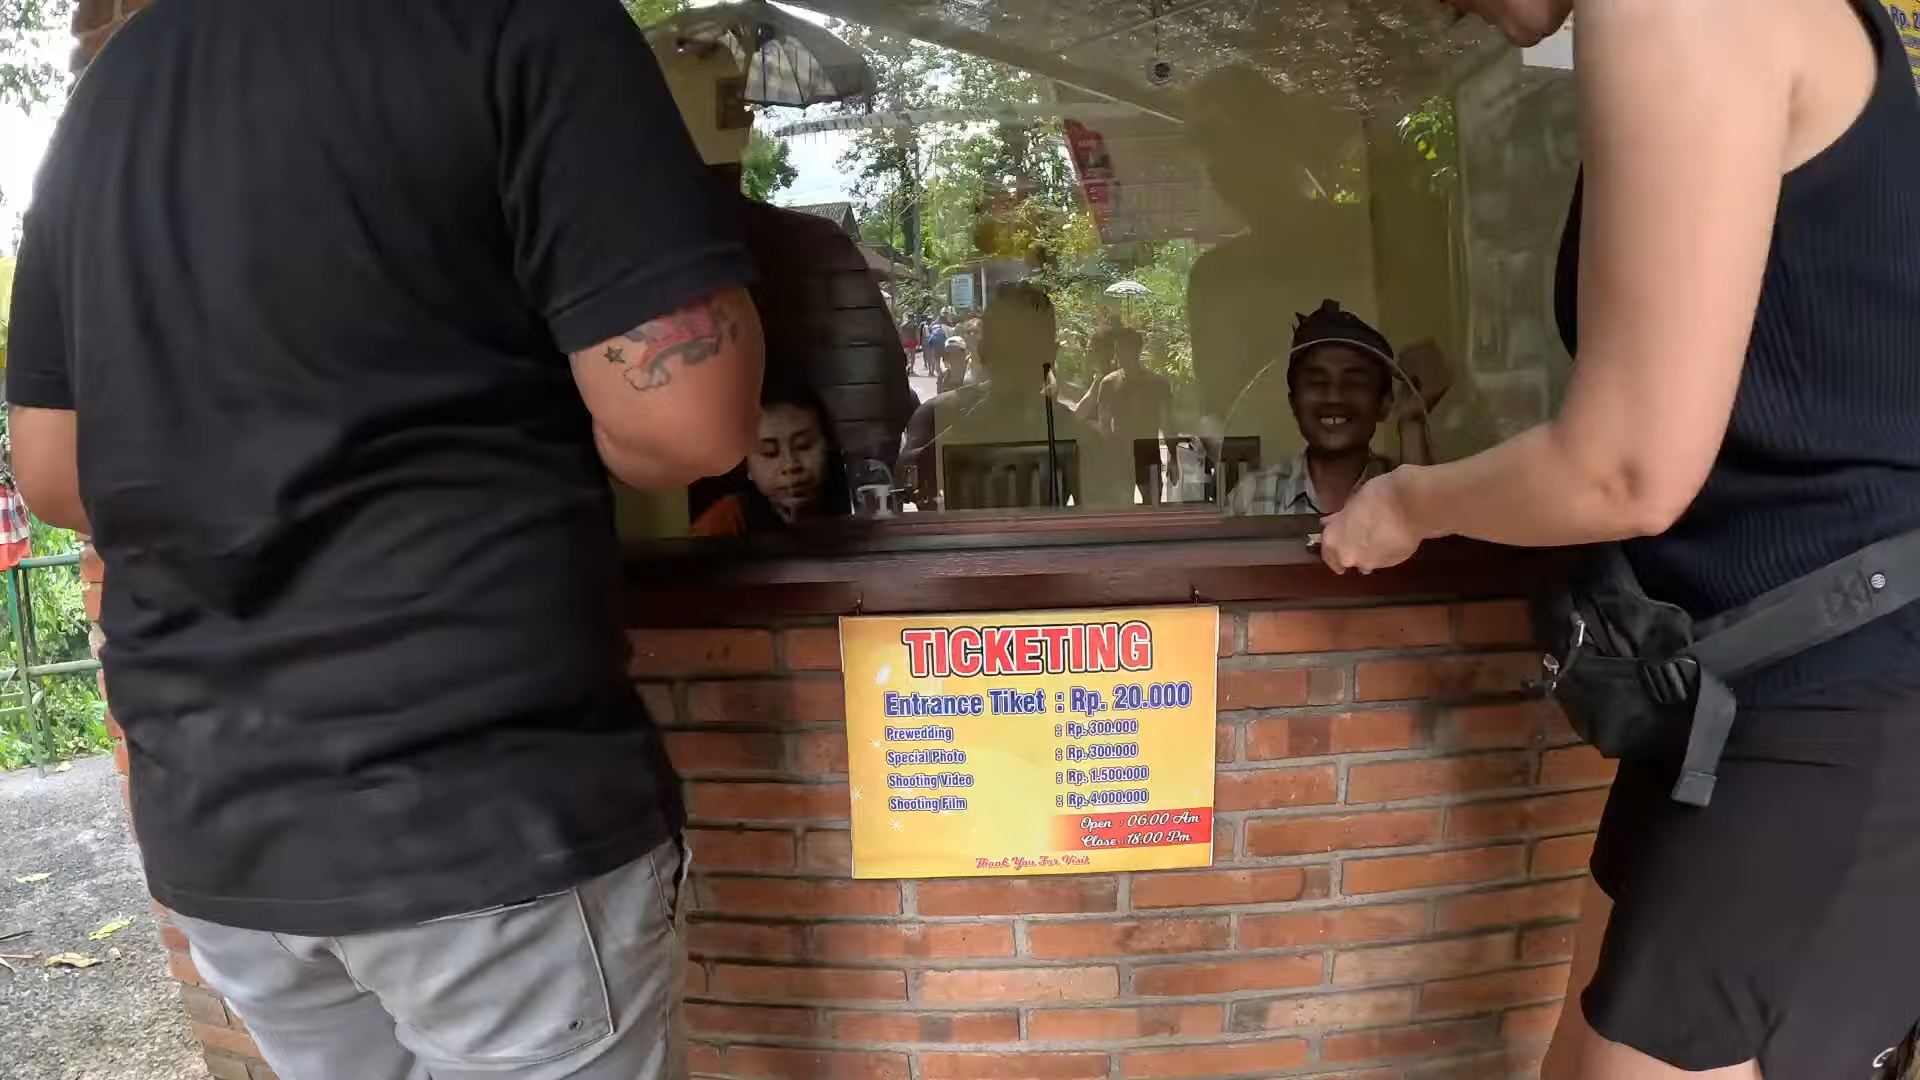 TICKETING
Entrance Tiket : Rp. 20.000
Prewedding : Rp. 300.000
Special Photo : Rp. 300.000
Shooting Video : Rp. 1.500.000
Shooting Film : Rp. 4.000.000
Open : 06.00 Am
Close : 18.00 Pm
Thank You For Visit